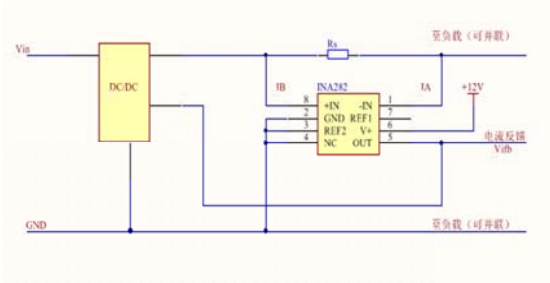 至负载（可并联）
Vin
Rs
DC/DC
IB
INA282
IA
+12V
8 +IN -IN 1
2 GND REF1 7
3 REF2 V+ 6
4 NC OUT 5
电流反馈
Vifb
GND
至负载（可并联）